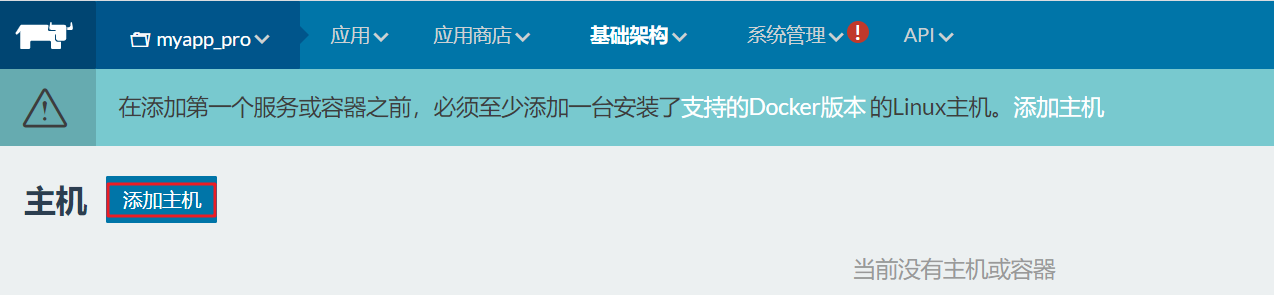 myapp_pro 应用 应用商店 基础架构 系统管理 ! API
在添加第一个服务或容器之前，必须至少添加一台安装了支持的Docker版本 的Linux主机。添加主机
主机 添加主机
当前没有主机或容器